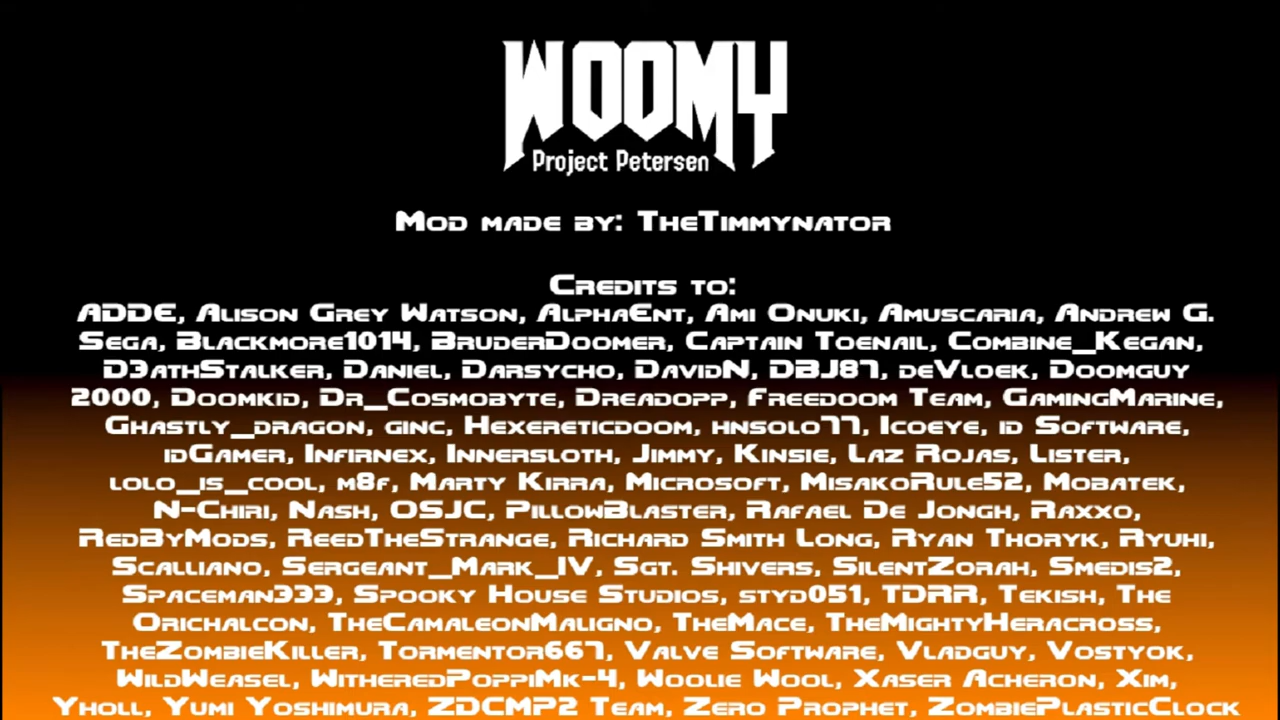 WOOMY
Project Petersen
Mod made by: TheTimmynator
Credits to:
ADDE, Alison Grey Watson, AlphaEnt, Ami Onuki, Amuscaria, Andrew G.
Sega, Blackmore1014, BruderDoomer, Captain Toenail, Combine_Kegan,
D3athStalker, Daniel, Darsycho, DavidN, DBJ87, deVloek, Doomguy
2000, Doomkid, Dr_Cosmobyte, Dreadopp, Freedoom Team, GamingMarine,
Ghastly_dragon, ginc, Hexereticdoom, hnsolo77, Icoeye, id Software,
idGamer, Infirnex, Innersloth, Jimmy, Kinsie, Laz Rojas, Lister,
lolo_is_cool, m8f, Marty Kirra, Microsoft, MisakoRule52, Mobatek,
N-Chiri, Nash, OSJC, PillowBlaster, Rafael De Jongh, Raxxo,
RedByMods, ReedTheStrange, Richard Smith Long, Ryan Thoryk, Ryuhi,
Scalliano, Sergeant_Mark_IV, Sgt. Shivers, SilentZorah, Smedis2,
Spaceman333, Spooky House Studios, styd051, TDRR, Tekish, The
Orichalcon, TheCamaleonMaligno, TheMace, TheMightyHeracross,
TheZombieKiller, Tormentor667, Valve Software, Vladguy, Vostyok,
WildWeasel, WitheredPoppiMk-4, Woolie Wool, Xaser Acheron, Xim,
Yholl, Yumi Yoshimura, ZDCMP2 Team, Zero Prophet, ZombiePlasticClock